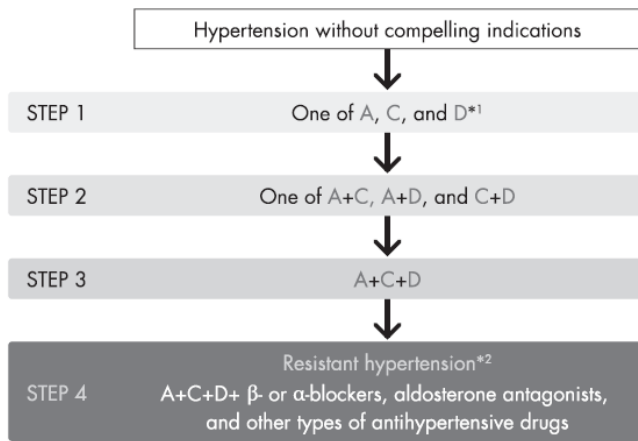 Hypertension without compelling indications
STEP 1 One of A, C, and D*1
STEP 2 One of A+C, A+D, and C+D
STEP 3 A+C+D
Resistant hypertension*2
STEP 4 A+C+D+ β- or α-blockers, aldosterone antagonists,
and other types of antihypertensive drugs